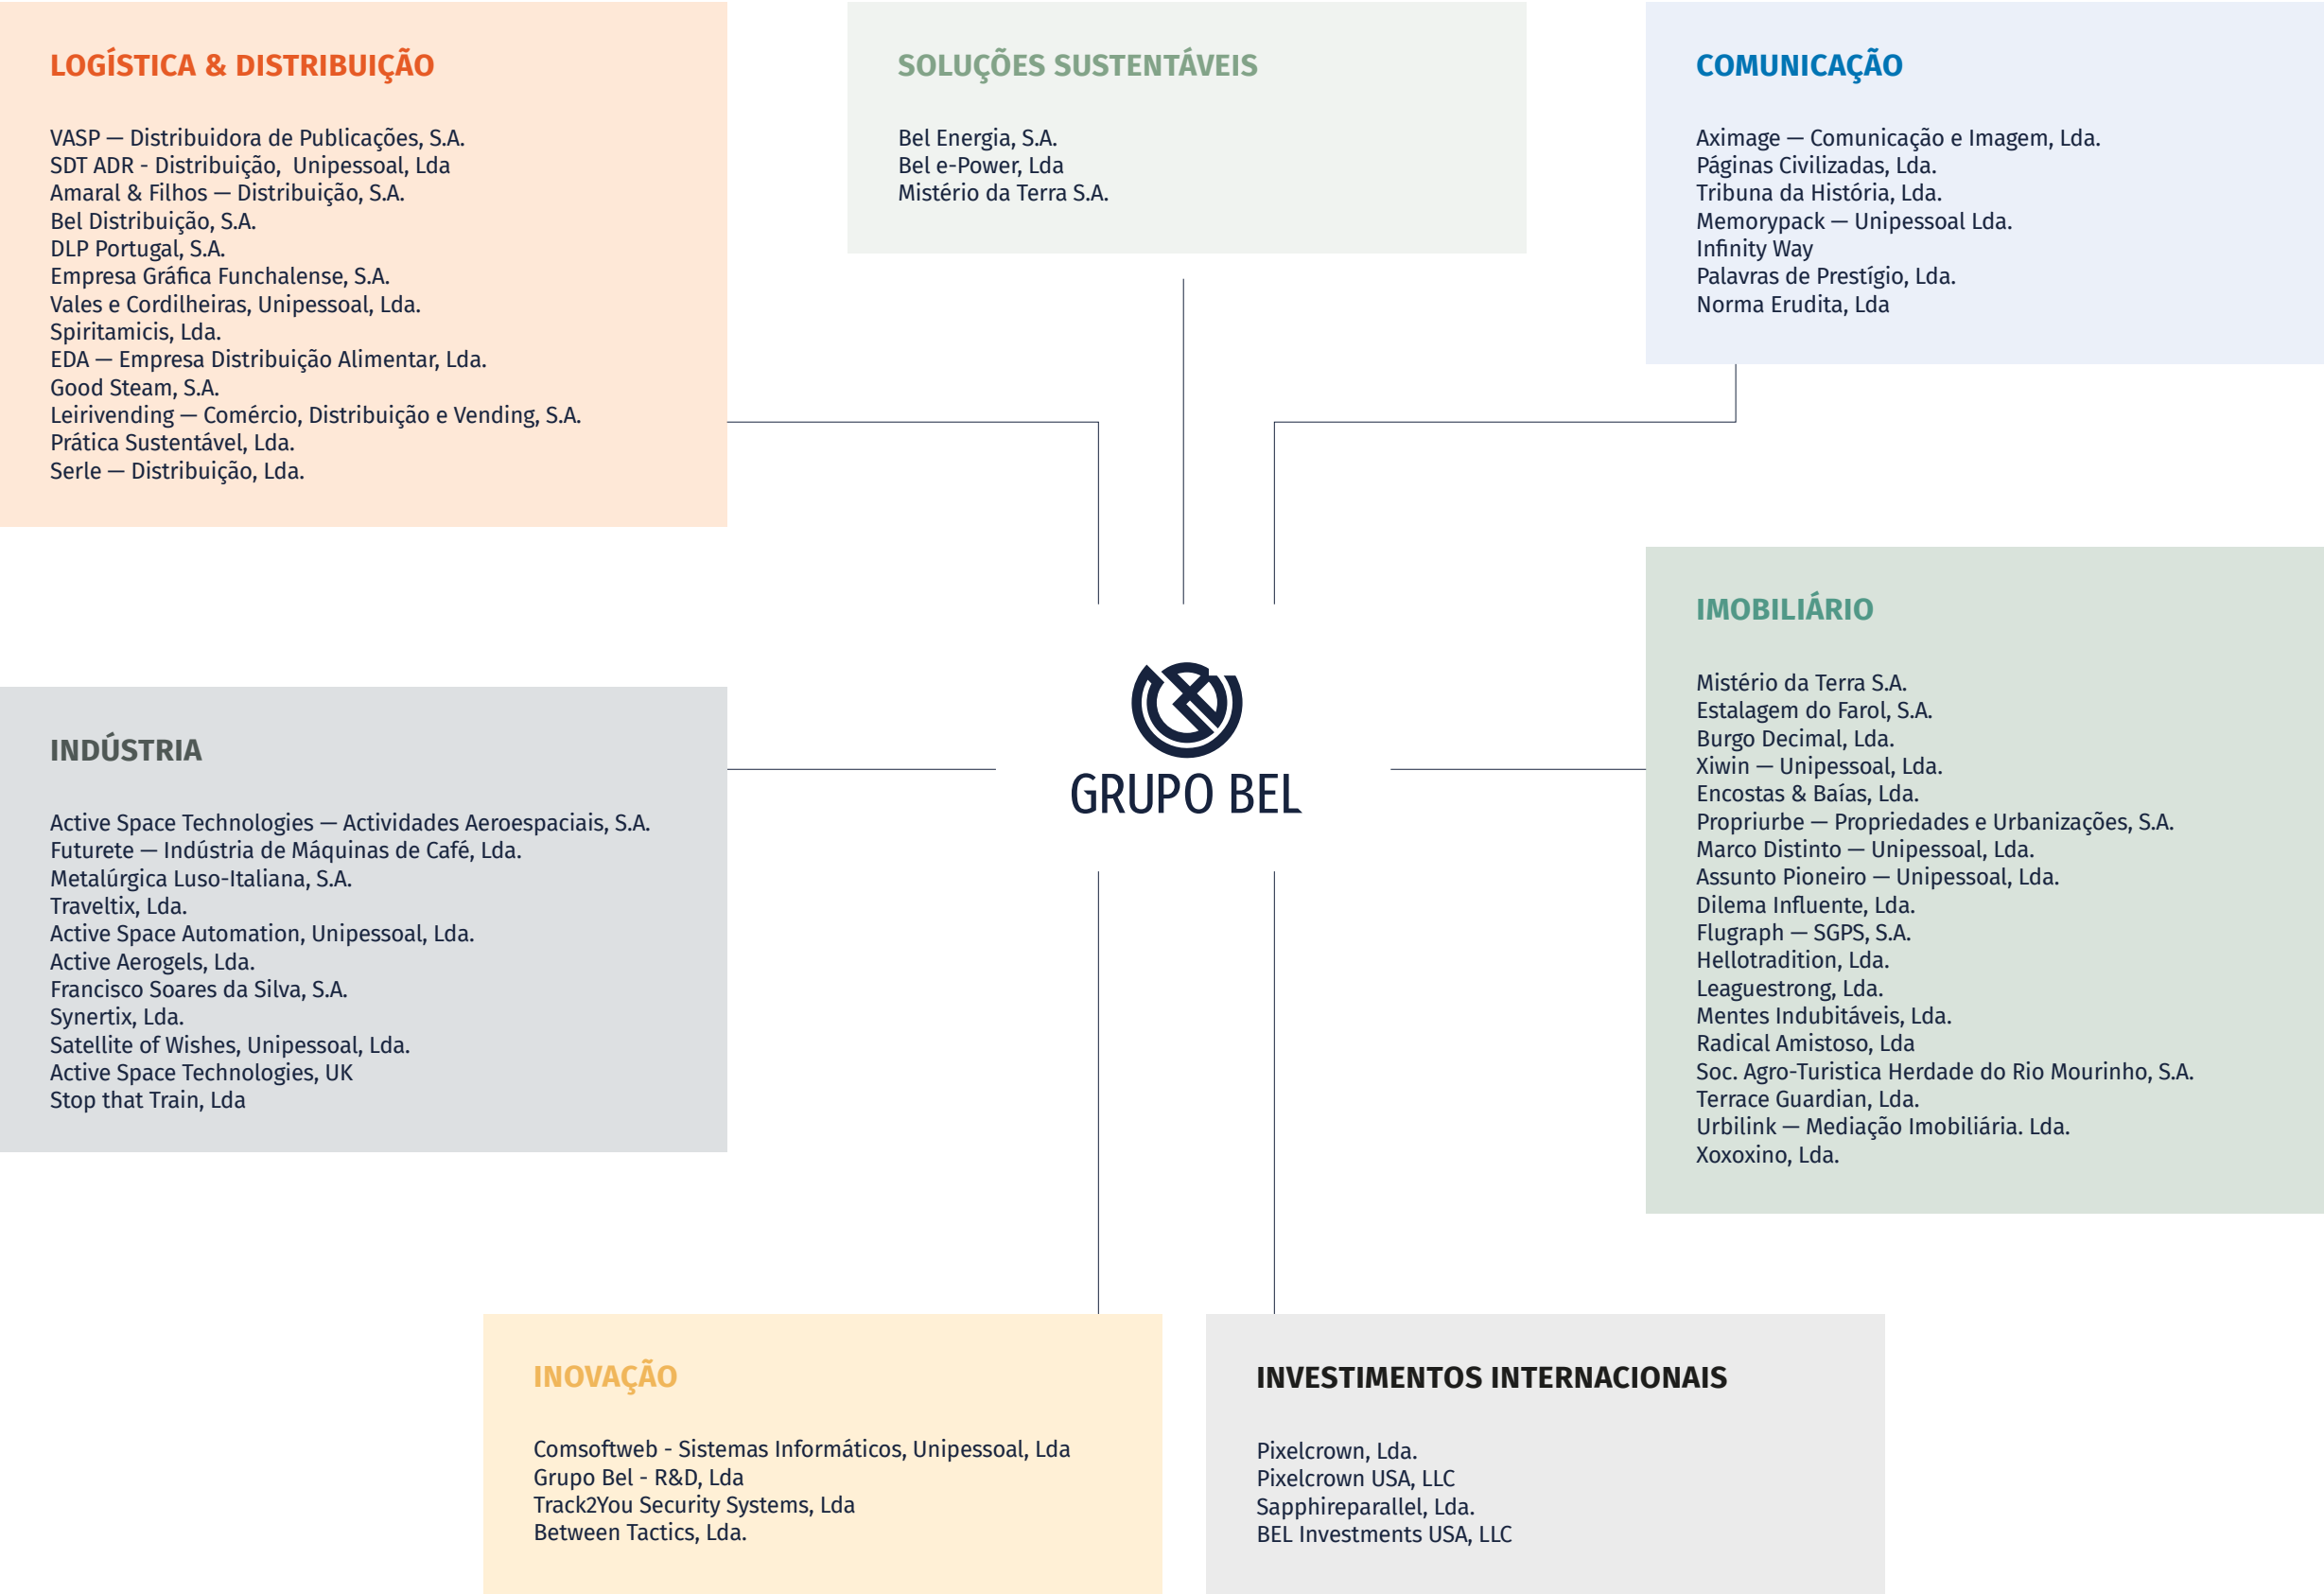 LOGÍSTICA & DISTRIBUIÇÃO
VASP — Distribuidora de Publicações, S.A.
SDT ADR - Distribuição,  Unipessoal, Lda
Amaral & Filhos — Distribuição, S.A.
Bel Distribuição, S.A.
DLP Portugal, S.A.
Empresa Gráfica Funchalense, S.A.
Vales e Cordilheiras, Unipessoal, Lda.
Spiritamicis, Lda.
EDA — Empresa Distribuição Alimentar, Lda.
Good Steam, S.A.
Leirivending — Comércio, Distribuição e Vending, S.A.
Prática Sustentável, Lda.
Serle — Distribuição, Lda.
SOLUÇÕES SUSTENTÁVEIS
Bel Energia, S.A.
Bel e-Power, Lda
Mistério da Terra S.A.
COMUNICAÇÃO
Aximage — Comunicação e Imagem, Lda.
Páginas Civilizadas, Lda.
Tribuna da História, Lda.
Memorypack — Unipessoal Lda.
Infinity Way
Palavras de Prestígio, Lda.
Norma Erudita, Lda
INDÚSTRIA
Active Space Technologies — Actividades Aeroespaciais, S.A.
Futurete — Indústria de Máquinas de Café, Lda.
Metalúrgica Luso-Italiana, S.A.
Traveltix, Lda.
Active Space Automation, Unipessoal, Lda.
Active Aerogels, Lda.
Francisco Soares da Silva, S.A.
Synertix, Lda.
Satellite of Wishes, Unipessoal, Lda.
Active Space Technologies, UK
Stop that Train, Lda
GRUPO BEL
IMOBILIÁRIO
Mistério da Terra S.A.
Estalagem do Farol, S.A.
Burgo Decimal, Lda.
Xiwin — Unipessoal, Lda.
Encostas & Baías, Lda.
Propriurbe — Propriedades e Urbanizações, S.A.
Marco Distinto — Unipessoal, Lda.
Assunto Pioneiro — Unipessoal, Lda.
Dilema Influente, Lda.
Flugraph — SGPS, S.A.
Hellotradition, Lda.
Leaguestrong, Lda.
Mentes Indubitáveis, Lda.
Radical Amistoso, Lda
Soc. Agro-Turistica Herdade do Rio Mourinho, S.A.
Terrace Guardian, Lda.
Urbilink — Mediação Imobiliária. Lda.
Xoxoxino, Lda.
INOVAÇÃO
Comsoftweb - Sistemas Informáticos, Unipessoal, Lda
Grupo Bel - R&D, Lda
Track2You Security Systems, Lda
Between Tactics, Lda.
INVESTIMENTOS INTERNACIONAIS
Pixelcrown, Lda.
Pixelcrown USA, LLC
Sapphireparallel, Lda.
BEL Investments USA, LLC